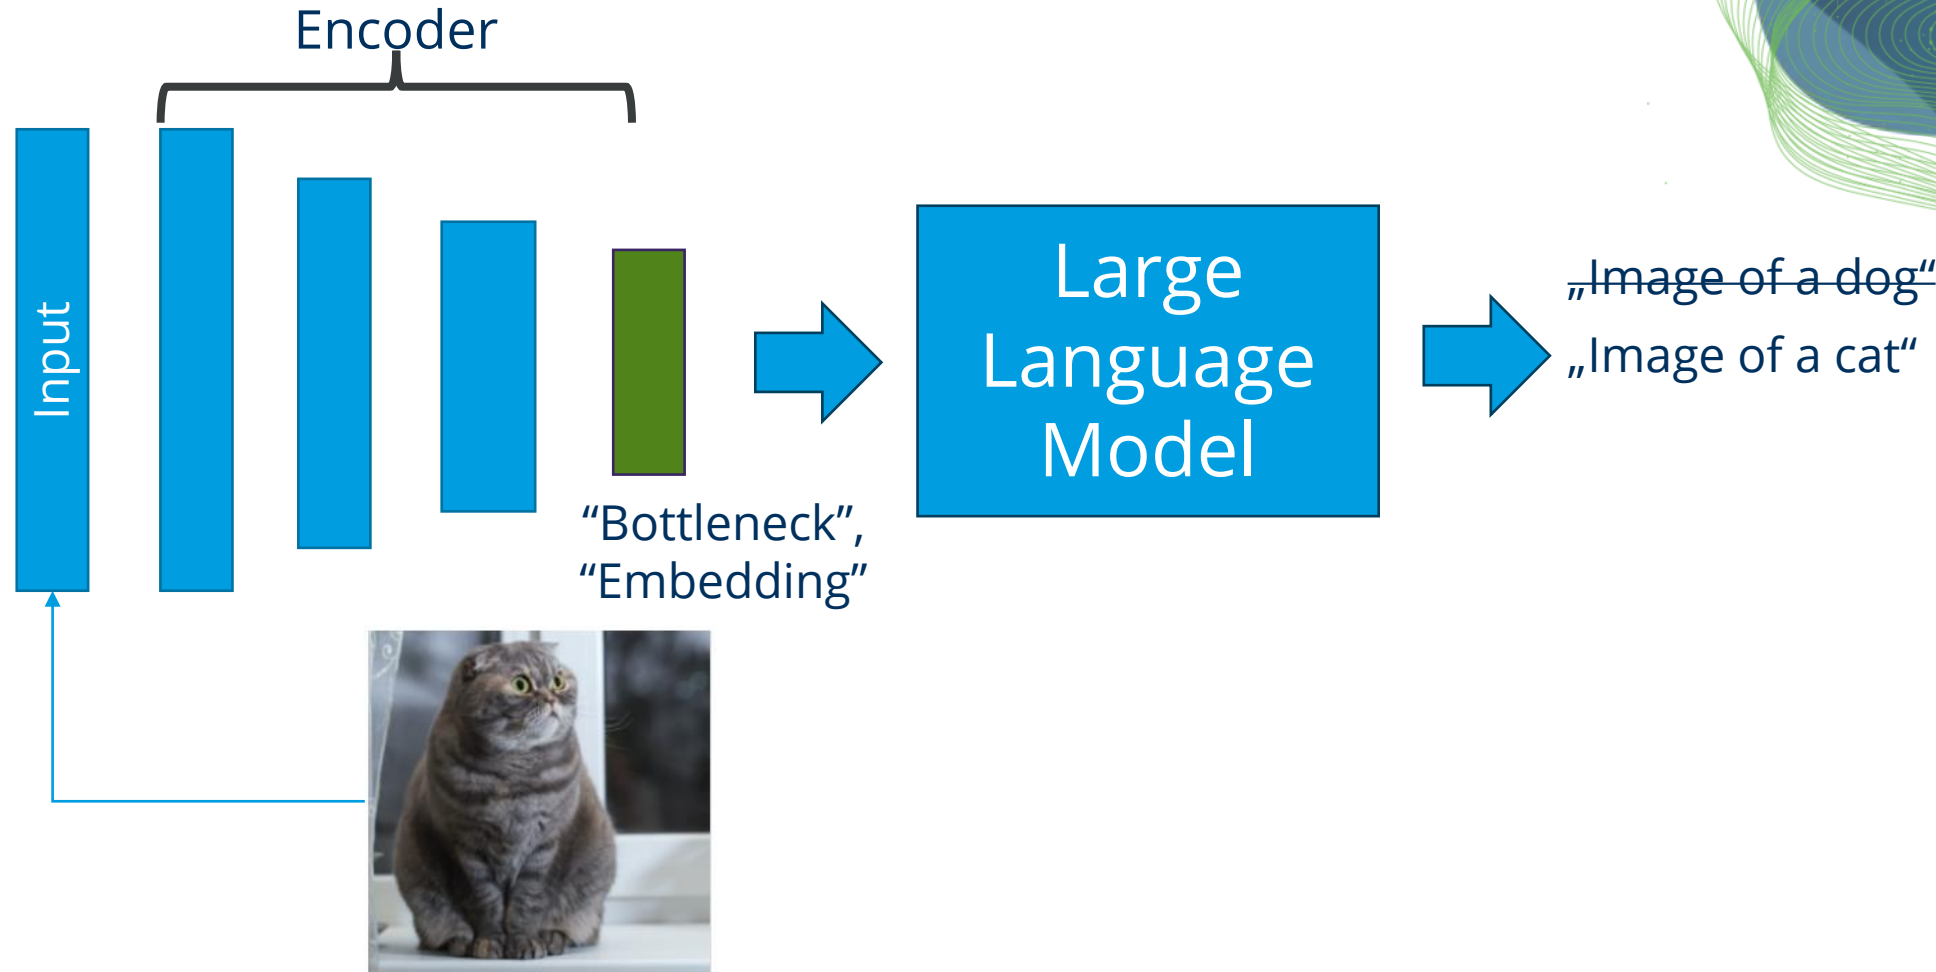 Encoder
Input
“Bottleneck”,
“Embedding”
Large
Language
Model
„Image of a dog“
„Image of a cat“